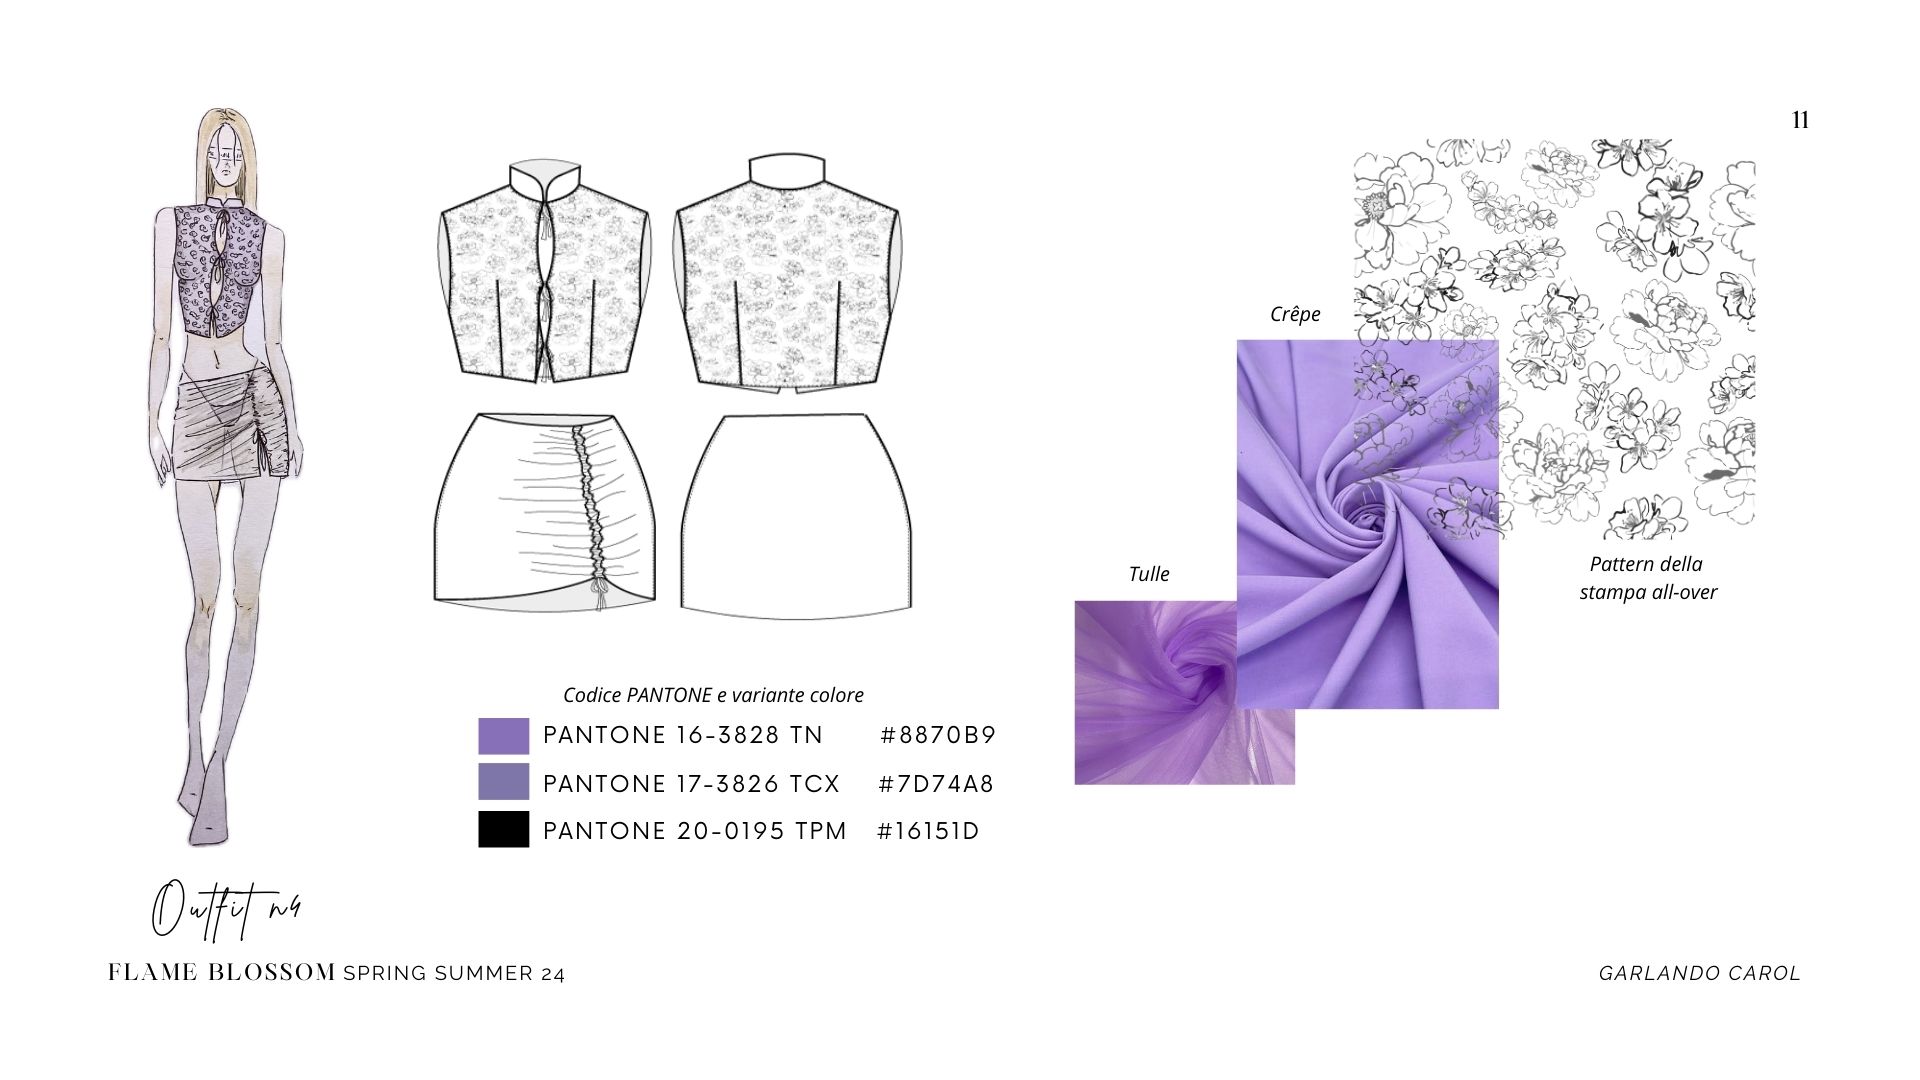 11
Crêpe
Tulle
Pattern della
stampa all-over
Codice PANTONE e variante colore
PANTONE 16-3828 TN #8870B9
PANTONE 17-3826 TCX #7D74A8
PANTONE 20-0195 TPM #16151D
Outfit n4
FLAME BLOSSOM SPRING SUMMER 24
GARLANDO CAROL